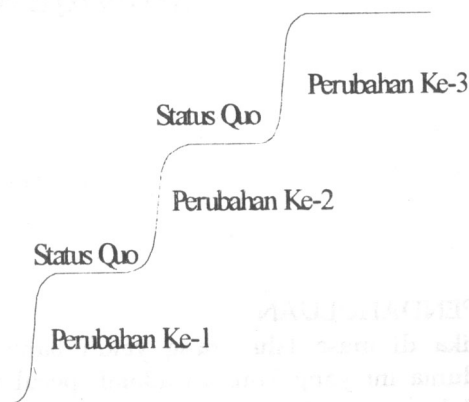 Perubahan Ke-3
Status Quo
Perubahan Ke-2
Status Quo
Perubahan Ke-1